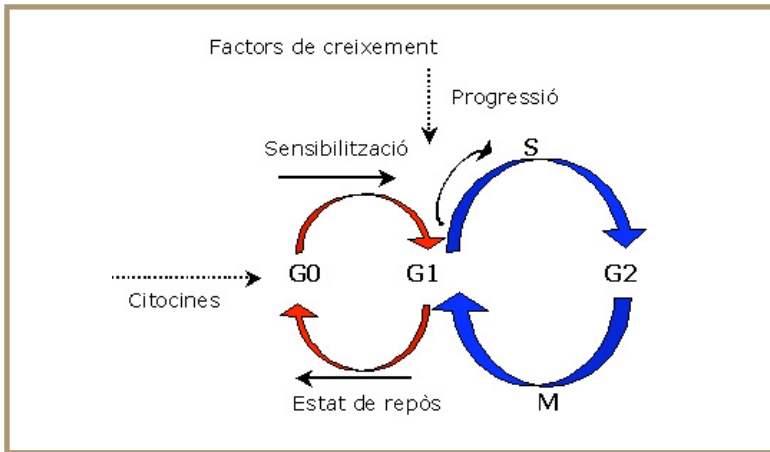 Factors de creixement
Progressió
Sensibilització
S
G0
G1
G2
Citocines
Estat de repòs
M